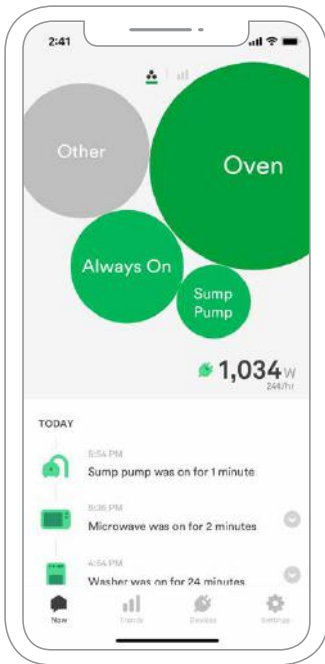 2:41
Other
Oven
Always On
Sump
Pump
1,034 W
24¢/hr
TODAY
5:54 PM
Sump pump was on for 1 minute
5:36 PM
Microwave was on for 2 minutes
4:54 PM
Washer was on for 24 minutes
Now
Trends
Devices
Settings